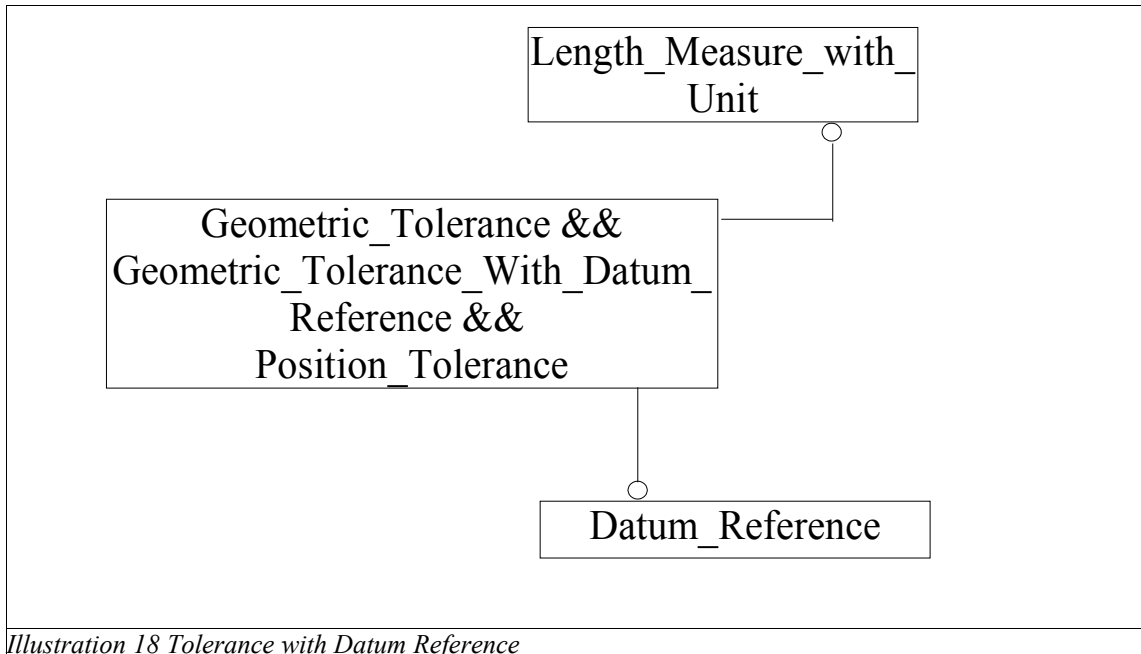 Length_Measure_with_
Unit
Geometric_Tolerance &&
Geometric_Tolerance_With_Datum_
Reference &&
Position_Tolerance
Datum_Reference
Illustration 18 Tolerance with Datum Reference